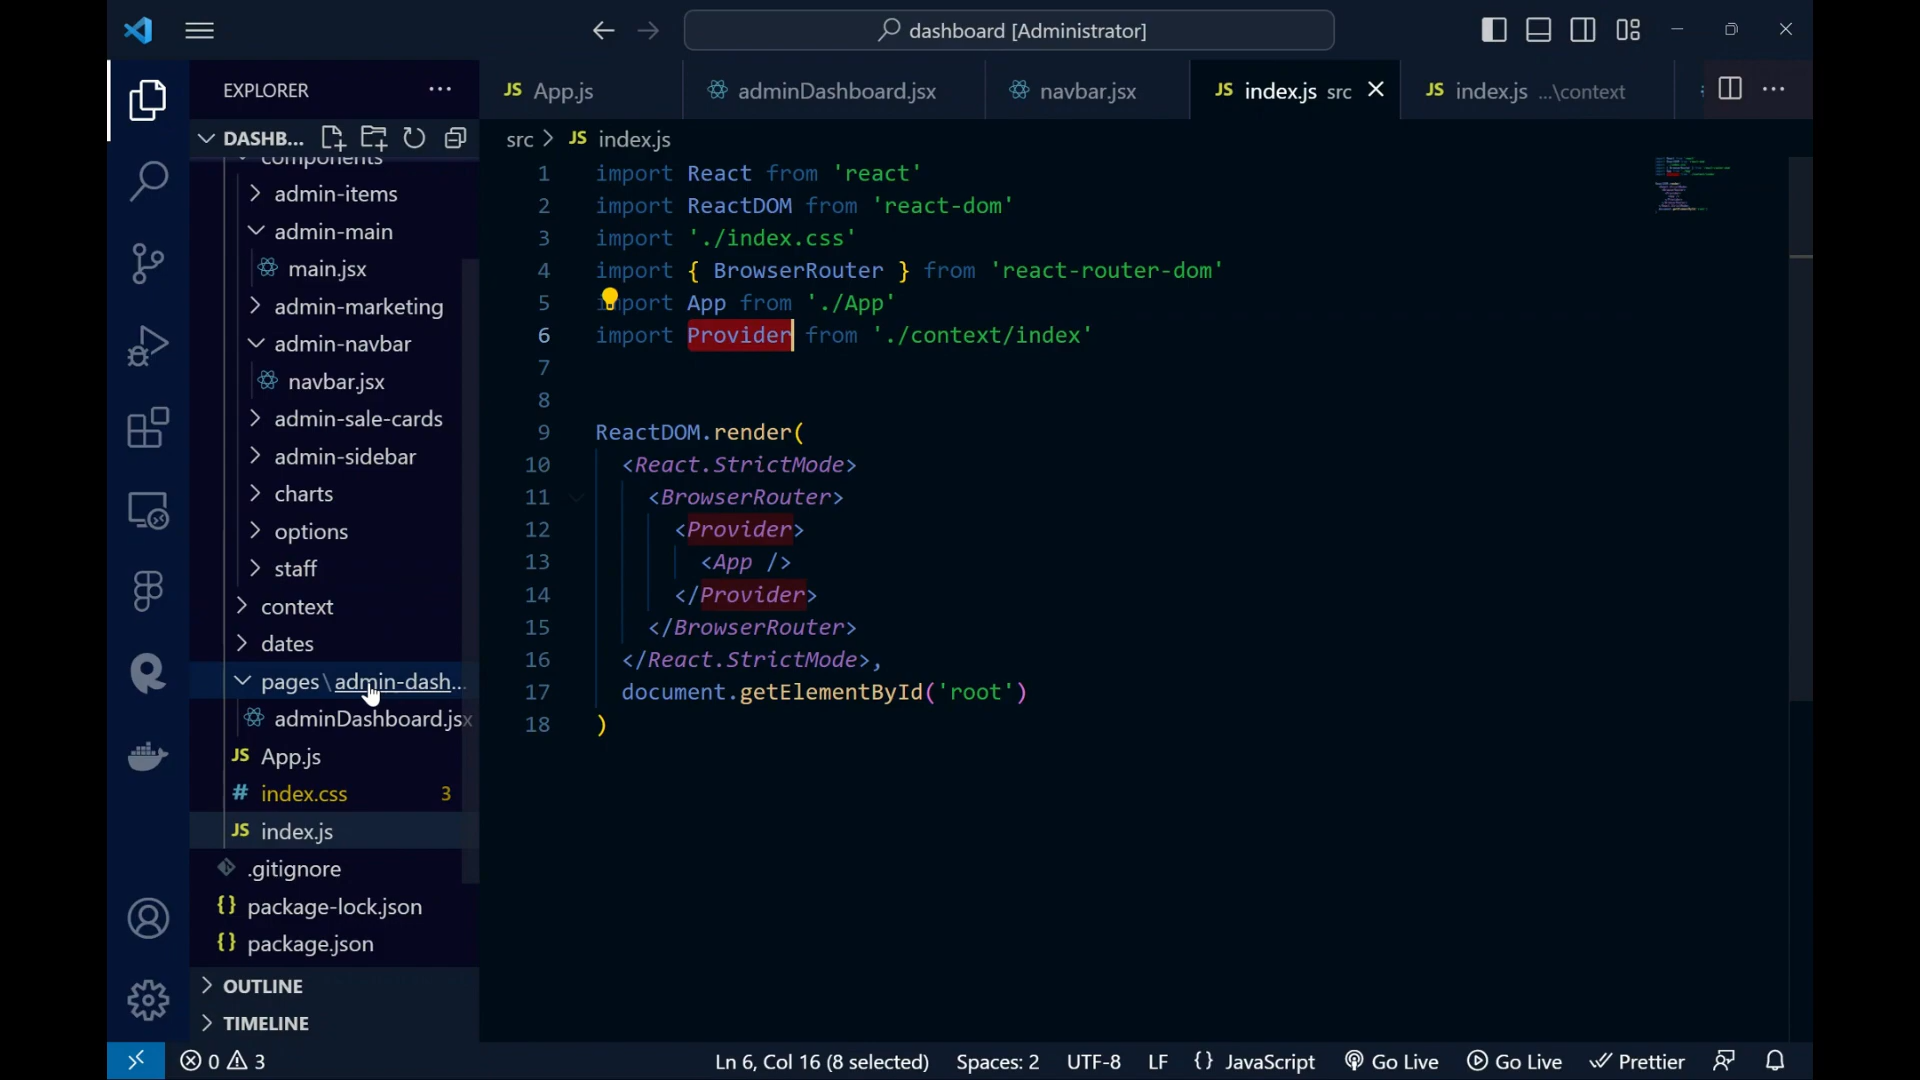 dashboard [Administrator]
EXPLORER
App.js
adminDashboard.jsx
navbar.jsx
index.js src
index.js ...\context
DASHB...
components
admin-items
admin-main
main.jsx
admin-marketing
admin-navbar
navbar.jsx
admin-sale-cards
admin-sidebar
charts
options
staff
context
dates
pages\admin-dash...
adminDashboard.jsx
App.js
index.css 3
index.js
.gitignore
package-lock.json
package.json
OUTLINE
TIMELINE
src > JS index.js
1 import React from 'react'
2 import ReactDOM from 'react-dom'
3 import './index.css'
4 import { BrowserRouter } from 'react-router-dom'
5 import App from './App'
6 import Provider from './context/index'
7
8
9 ReactDOM.render(
10 <React.StrictMode>
11 <BrowserRouter>
12 <Provider>
13 <App />
14 </Provider>
15 </BrowserRouter>
16 </React.StrictMode>,
17 document.getElementById('root')
18 )
0 3 Ln 6, Col 16 (8 selected) Spaces: 2 UTF-8 LF {} JavaScript Go Live Go Live Prettier